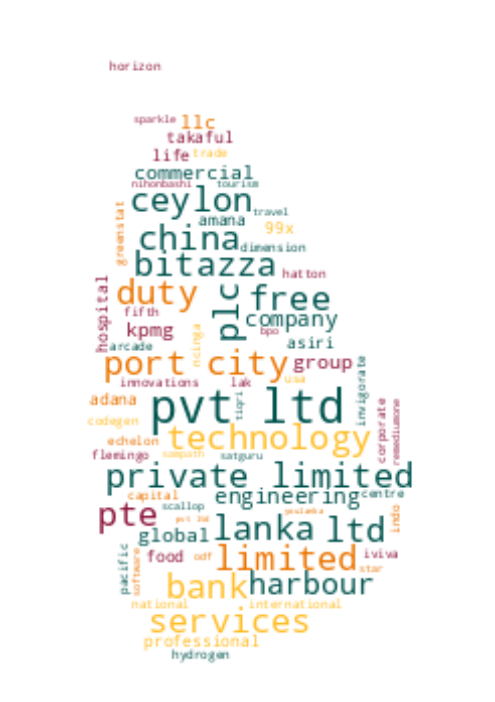 horizon
sparkle llc
takaful
life trade
commercial
nihonbashi tourism
ceylon
travel
amana 99x
greenstat
china dimension
bitazza hatton
duty plc free
hospital
fifth company
kpmg bpo
arcade ncinga asiri
port city group
innovations lak usa
invigorate
adana pvt ltd
tiqri
corporate
remediumone
codegen
echelon technology
flemingo sampath satguru
private limited
capital engineering centre
pte scallop
pvt ltd
global lanka ltd
indo
pacific
software
food odf limited iviva
star
bank harbour
national international
services
professional
hydrogen